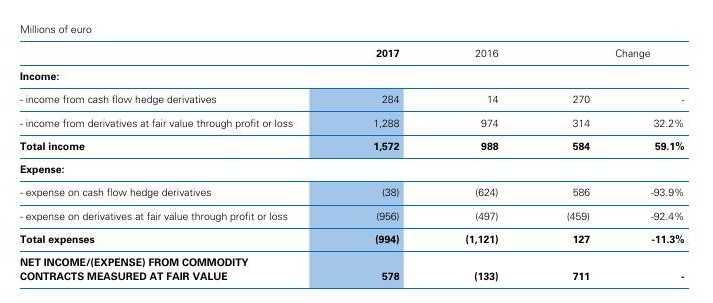 Millions of euro
2017 2016 Change
Income:
- income from cash flow hedge derivatives 284 14 270 -
- income from derivatives at fair value through profit or loss 1,288 974 314 32.2%
Total income 1,572 988 584 59.1%
Expense:
- expense on cash flow hedge derivatives (38) (624) 586 -93.9%
- expense on derivatives at fair value through profit or loss (956) (497) (459) -92.4%
Total expenses (994) (1,121) 127 -11.3%
NET INCOME/(EXPENSE) FROM COMMODITY
CONTRACTS MEASURED AT FAIR VALUE 578 (133) 711 -